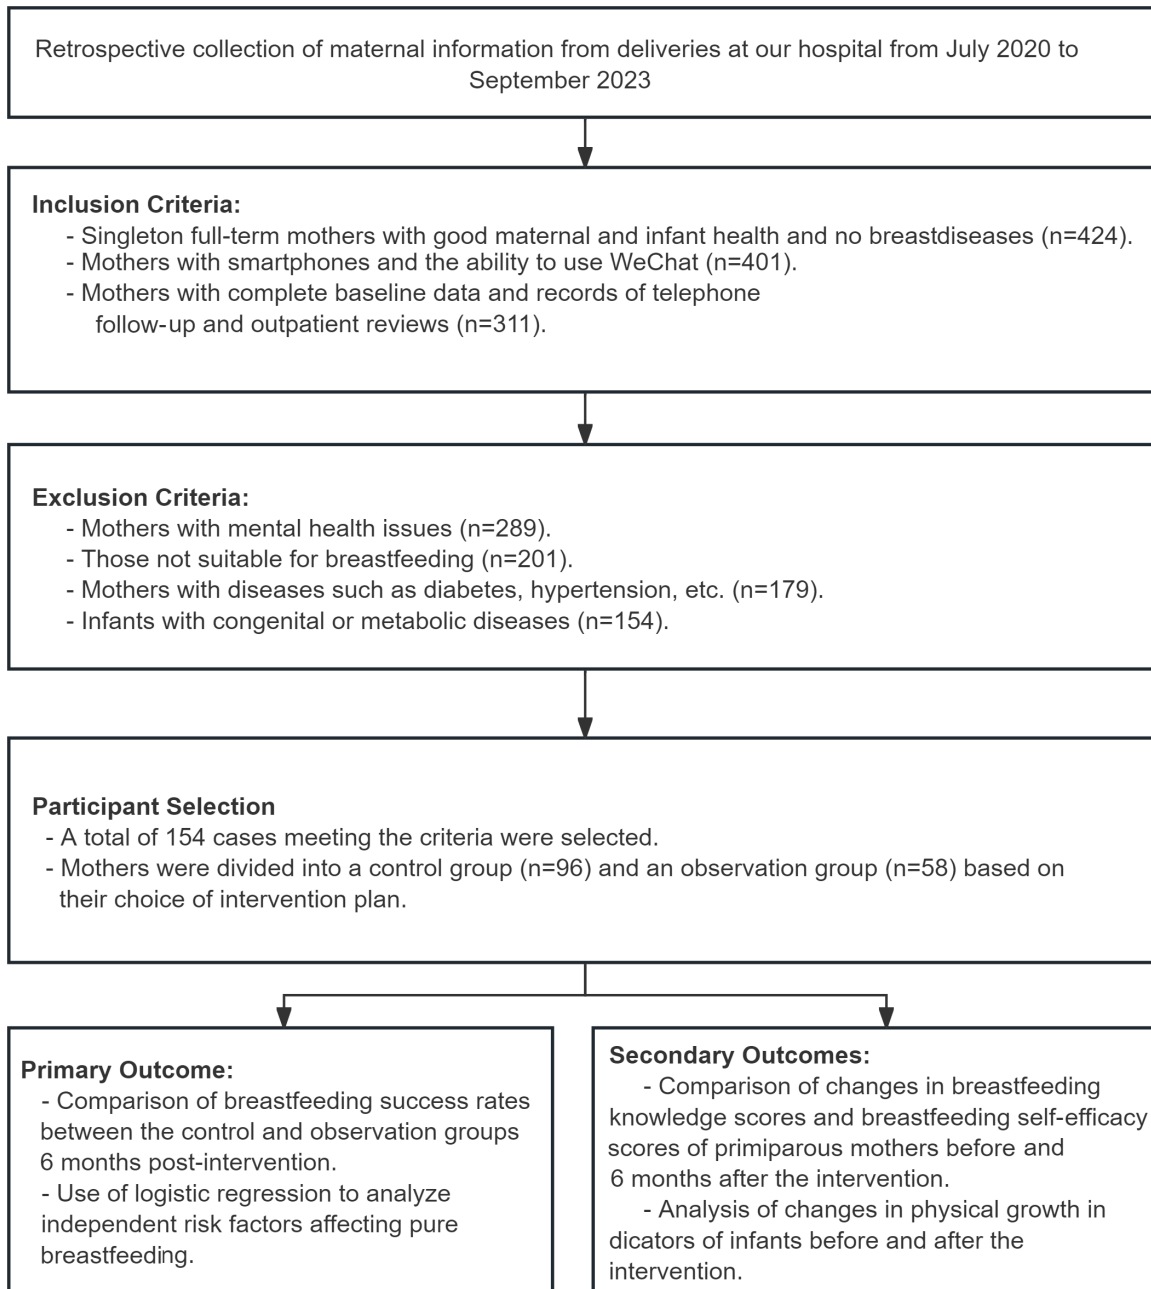 Retrospective collection of maternal information from deliveries at our hospital from July 2020 to
September 2023
Inclusion Criteria:
- Singleton full-term mothers with good maternal and infant health and no breastdiseases (n=424).
- Mothers with smartphones and the ability to use WeChat (n=401).
- Mothers with complete baseline data and records of telephone
follow-up and outpatient reviews (n=311).
Exclusion Criteria:
- Mothers with mental health issues (n=289).
- Those not suitable for breastfeeding (n=201).
- Mothers with diseases such as diabetes, hypertension, etc. (n=179).
- Infants with congenital or metabolic diseases (n=154).
Participant Selection
- A total of 154 cases meeting the criteria were selected.
- Mothers were divided into a control group (n=96) and an observation group (n=58) based on
their choice of intervention plan.
Primary Outcome:
- Comparison of breastfeeding success rates
between the control and observation groups
6 months post-intervention.
- Use of logistic regression to analyze
independent risk factors affecting pure
breastfeeding.
Secondary Outcomes:
- Comparison of changes in breastfeeding
knowledge scores and breastfeeding self-efficacy
scores of primiparous mothers before and
6 months after the intervention.
- Analysis of changes in physical growth in
dicators of infants before and after the
intervention.